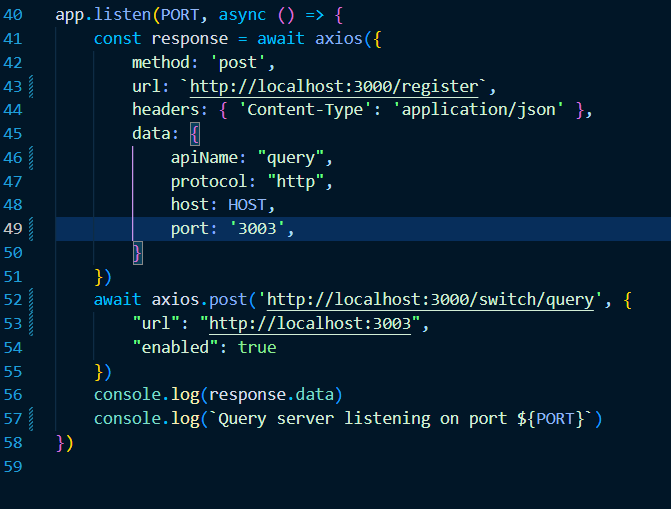 40 app.listen(PORT, async () => {
41     const response = await axios({
42         method: 'post',
43         url: `http://localhost:3000/register`,
44         headers: { 'Content-Type': 'application/json' },
45         data: {
46             apiName: "query",
47             protocol: "http",
48             host: HOST,
49             port: '3003',
50         }
51     })
52     await axios.post('http://localhost:3000/switch/query', {
53         "url": "http://localhost:3003",
54         "enabled": true
55     })
56     console.log(response.data)
57     console.log(`Query server listening on port ${PORT}`)
58 })
59